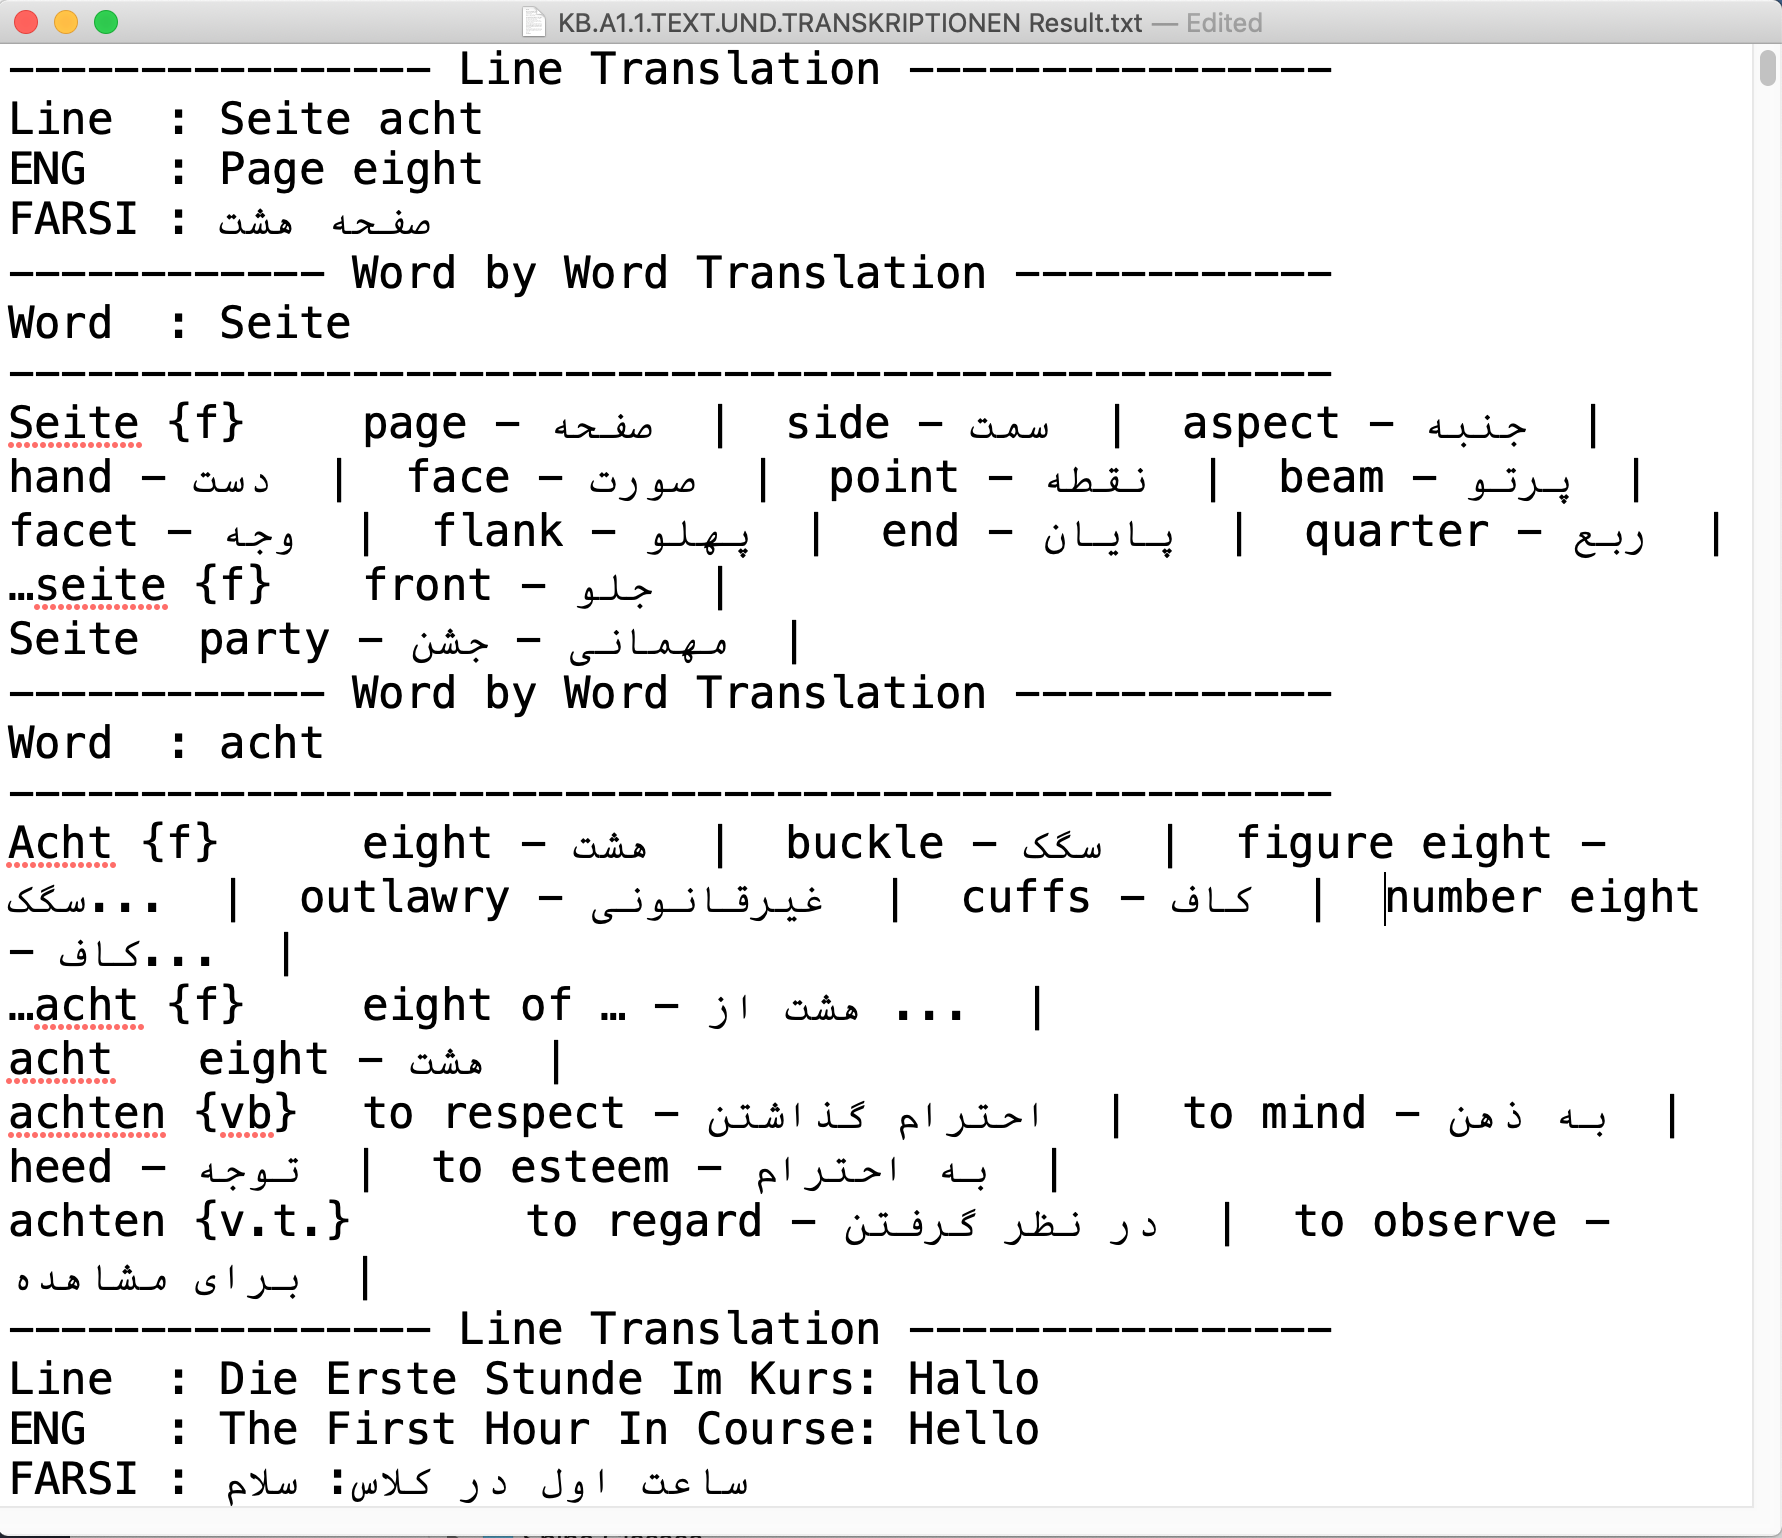 KB.A1.1.TEXT.UND.TRANSKRIPTIONEN Result.txt — Edited
---------------- Line Translation ----------------
Line  : Seite acht
ENG   : Page eight
FARSI : صفحه هشت
------------ Word by Word Translation ------------
Word  : Seite
--------------------------------------------------
Seite {f} page - صفحه | side - سمت | aspect - جنبه |
hand - دست | face - صورت | point - نقطه | beam - پرتو |
facet - وجه | flank - پهلو | end - پایان | quarter - ربع |
…seite {f} front - جلو |
Seite party - جشن - مهمانی |
------------ Word by Word Translation ------------
Word  : acht
--------------------------------------------------
Acht {f} eight - هشت | buckle - سگک | figure eight -
سگک... | outlawry - غیرقانونی | cuffs - کاف | number eight
- کاف... |
…acht {f} eight of … - هشت از ... |
acht eight - هشت |
achten {vb} to respect - احترام گذاشتن | to mind - به ذهن |
heed - توجه | to esteem - به احترام |
achten {v.t.} to regard - در نظر گرفتن | to observe -
برای مشاهده |
---------------- Line Translation ----------------
Line  : Die Erste Stunde Im Kurs: Hallo
ENG   : The First Hour In Course: Hello
FARSI : ساعت اول در کلاس: سلام